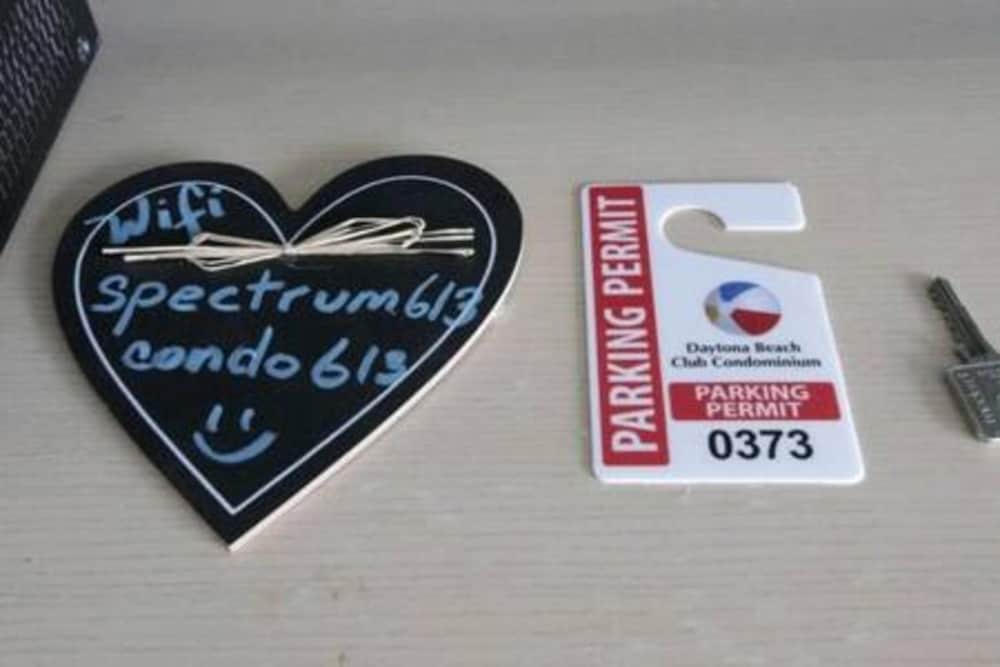 Wifi
spectrum613
condo613
PARKING PERMIT
Daytona Beach
Club Condominium
PARKING
PERMIT
0373